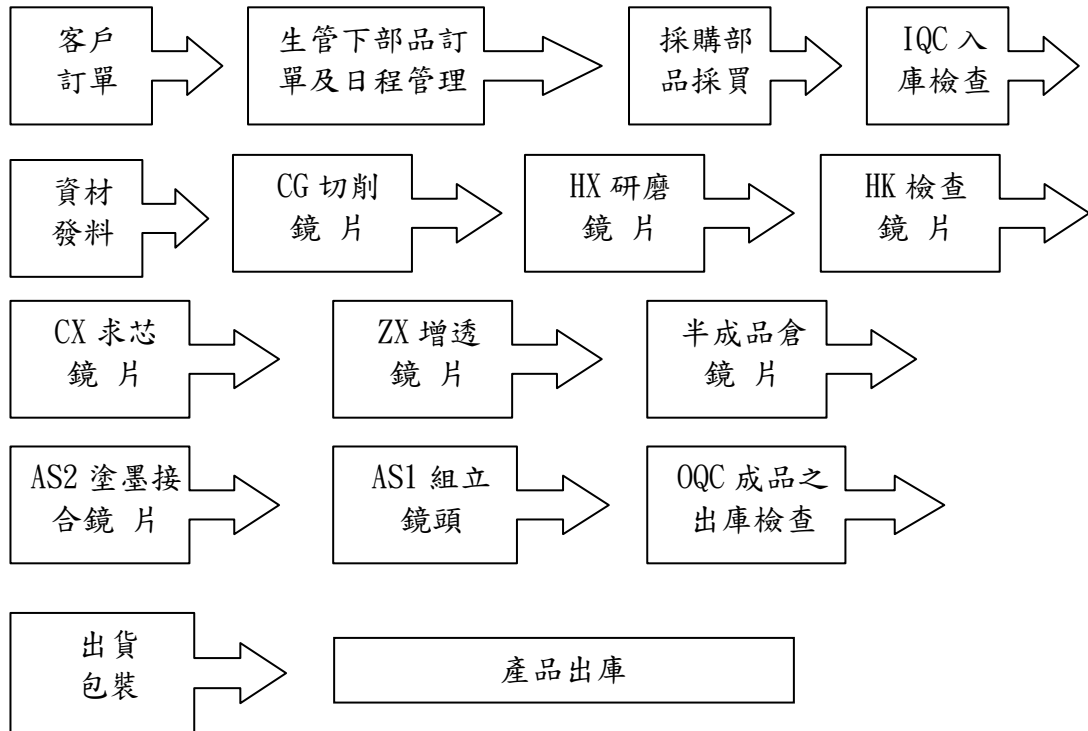 客戶
訂單
生管下部品訂
單及日程管理
採購部
品採買
IQC 入
庫檢查
資材
發料
CG 切削
鏡 片
HX 研磨
鏡 片
HK 檢查
鏡 片
CX 求芯
鏡 片
ZX 增透
鏡 片
半成品倉
鏡 片
AS2 塗墨接
合鏡 片
AS1 組立
鏡頭
OQC 成品之
出庫檢查
出貨
包裝
產品出庫